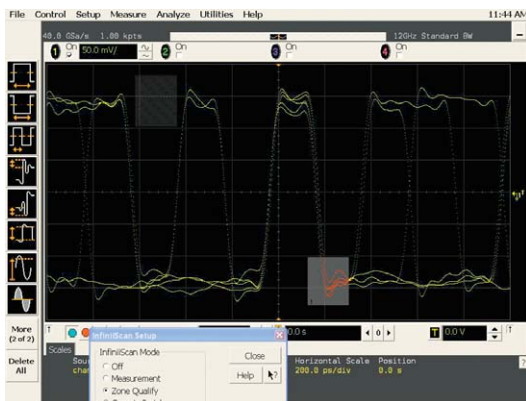 File Control Setup Measure Analyze Utilities Help 11:44 AM
40.0 GSa/s 1.00 kpts 12GHz Standard BW
1 On 50.0 mV/ 2 On 3 On 4 On
1
More
(2 of 2)
Delete
All
0.0 s 0 T 0.0 V
InfiniiScan Setup
Scales
InfiniiScan Mode
Close
Off
Help
Measurement
Zone Qualify
Horizontal Scale Position
200.0 ps/div 0.0 s